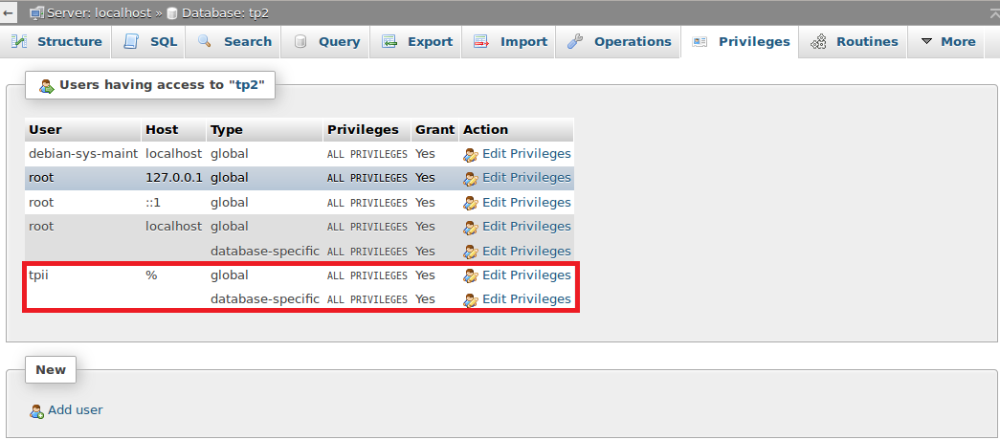 Server: localhost » Database: tp2
Structure SQL Search Query Export Import Operations Privileges Routines More
Users having access to "tp2"
User Host Type Privileges Grant Action
debian-sys-maint localhost global ALL PRIVILEGES Yes Edit Privileges
root 127.0.0.1 global ALL PRIVILEGES Yes Edit Privileges
root ::1 global ALL PRIVILEGES Yes Edit Privileges
root localhost global ALL PRIVILEGES Yes Edit Privileges
database-specific ALL PRIVILEGES Yes Edit Privileges
tpii % global ALL PRIVILEGES Yes Edit Privileges
database-specific ALL PRIVILEGES Yes Edit Privileges
New
Add user